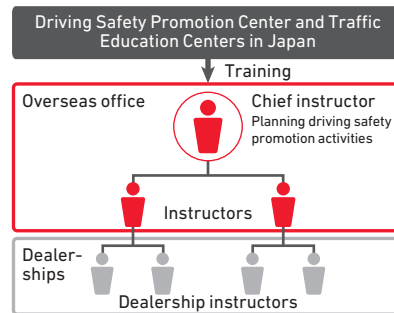 Driving Safety Promotion Center and Traffic
Education Centers in Japan
Training
Overseas office
Chief instructor
Planning driving safety
promotion activities
Instructors
Dealer-
ships
Dealership instructors